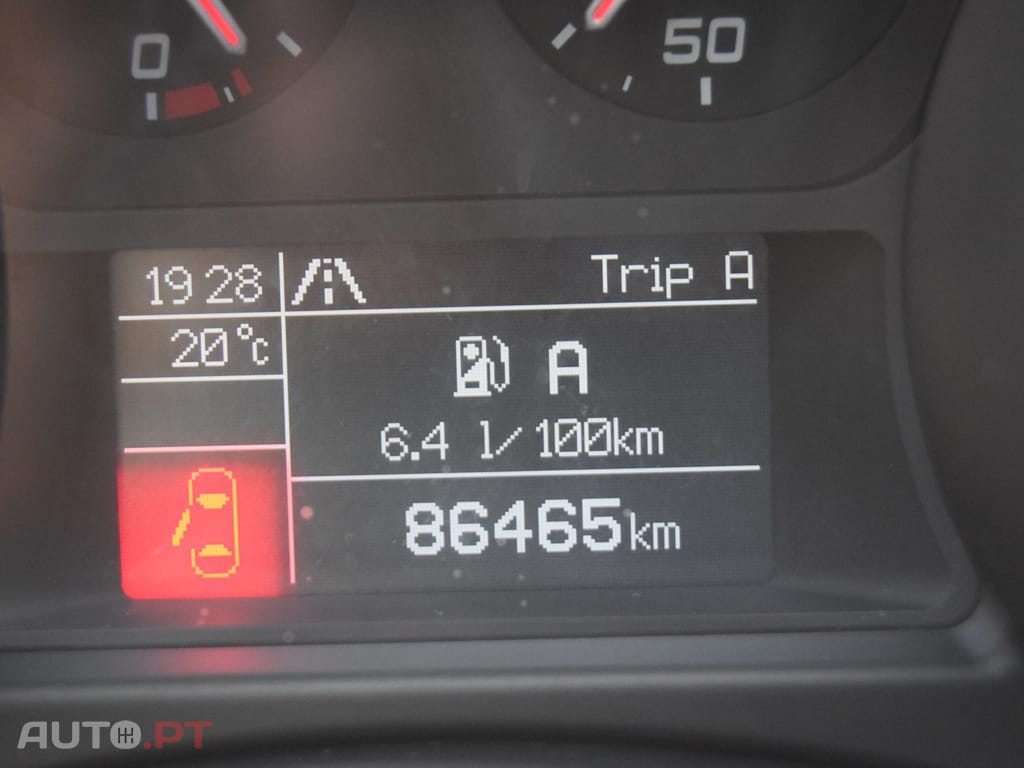 0
50
19 28
Trip A
20°C
A
6.4 l/100km
86465km
AUTO.PT